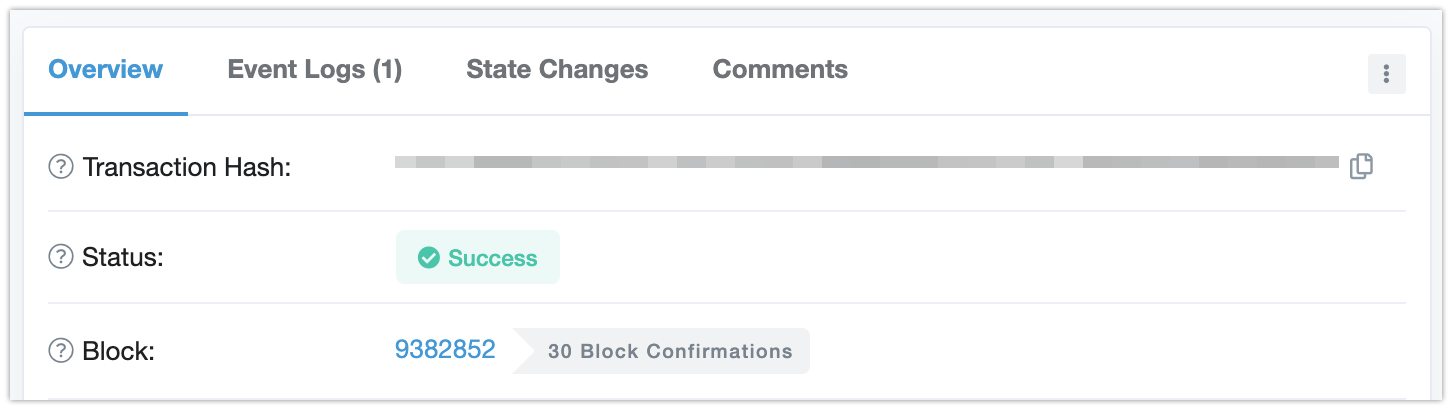 Overview Event Logs (1) State Changes Comments
Transaction Hash:
Status: Success
Block: 9382852 30 Block Confirmations